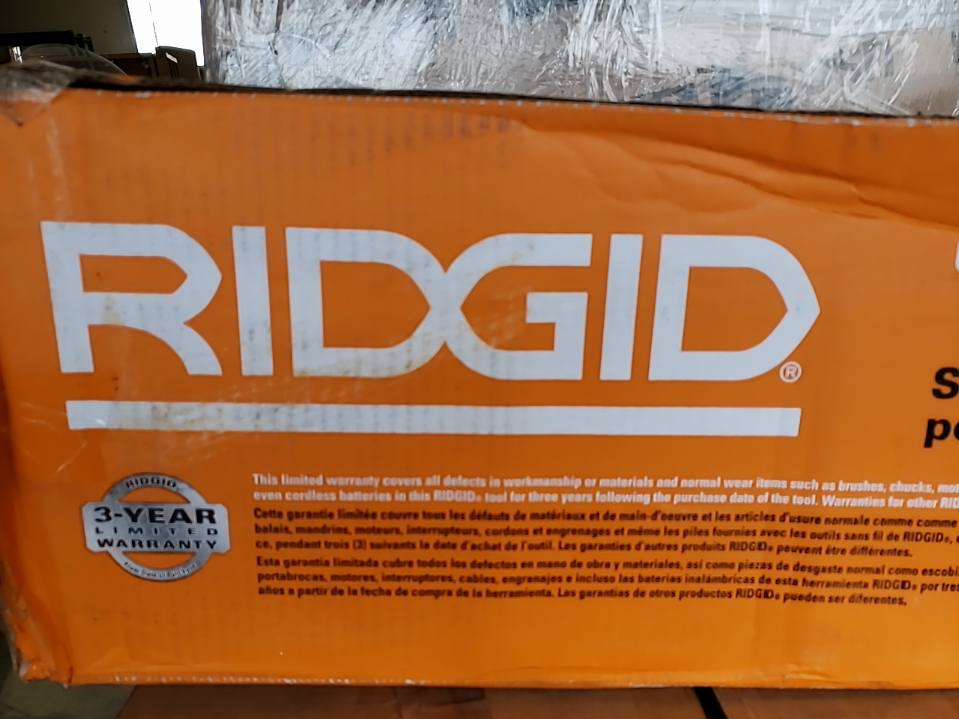 RIDGID®
RIDGID®
3-YEAR
LIMITED
WARRANTY
This limited warranty covers all defects in workmanship or materials and normal wear items such as brushes, chucks,
even cordless batteries in this RIDGID® tool for three years following the purchase date of the tool. Warranties for other
Cette garantie limitée couvre tous les défauts de matériaux et de main-d'oeuvre et les articles d'usure normale comme comme
balais, mandrins, moteurs, interrupteurs, cordons et engrenages et même les piles fournies avec les outils sans fil de RIDGID®,
ce, pendant trois (3) suivants la date d'achat de l'outil. Les garanties d'autres produits RIDGID® peuvent être différentes.
Esta garantía limitada cubre todos los defectos en mano de obra y materiales, así como piezas de desgaste normal como
portabrocas, motores, interruptores, cables, engranajes e incluso las baterías inalámbricas de esta herramienta RIDGID® por
años a partir de la fecha de compra de la herramienta. Las garantías de otros productos RIDGID® pueden ser diferentes.